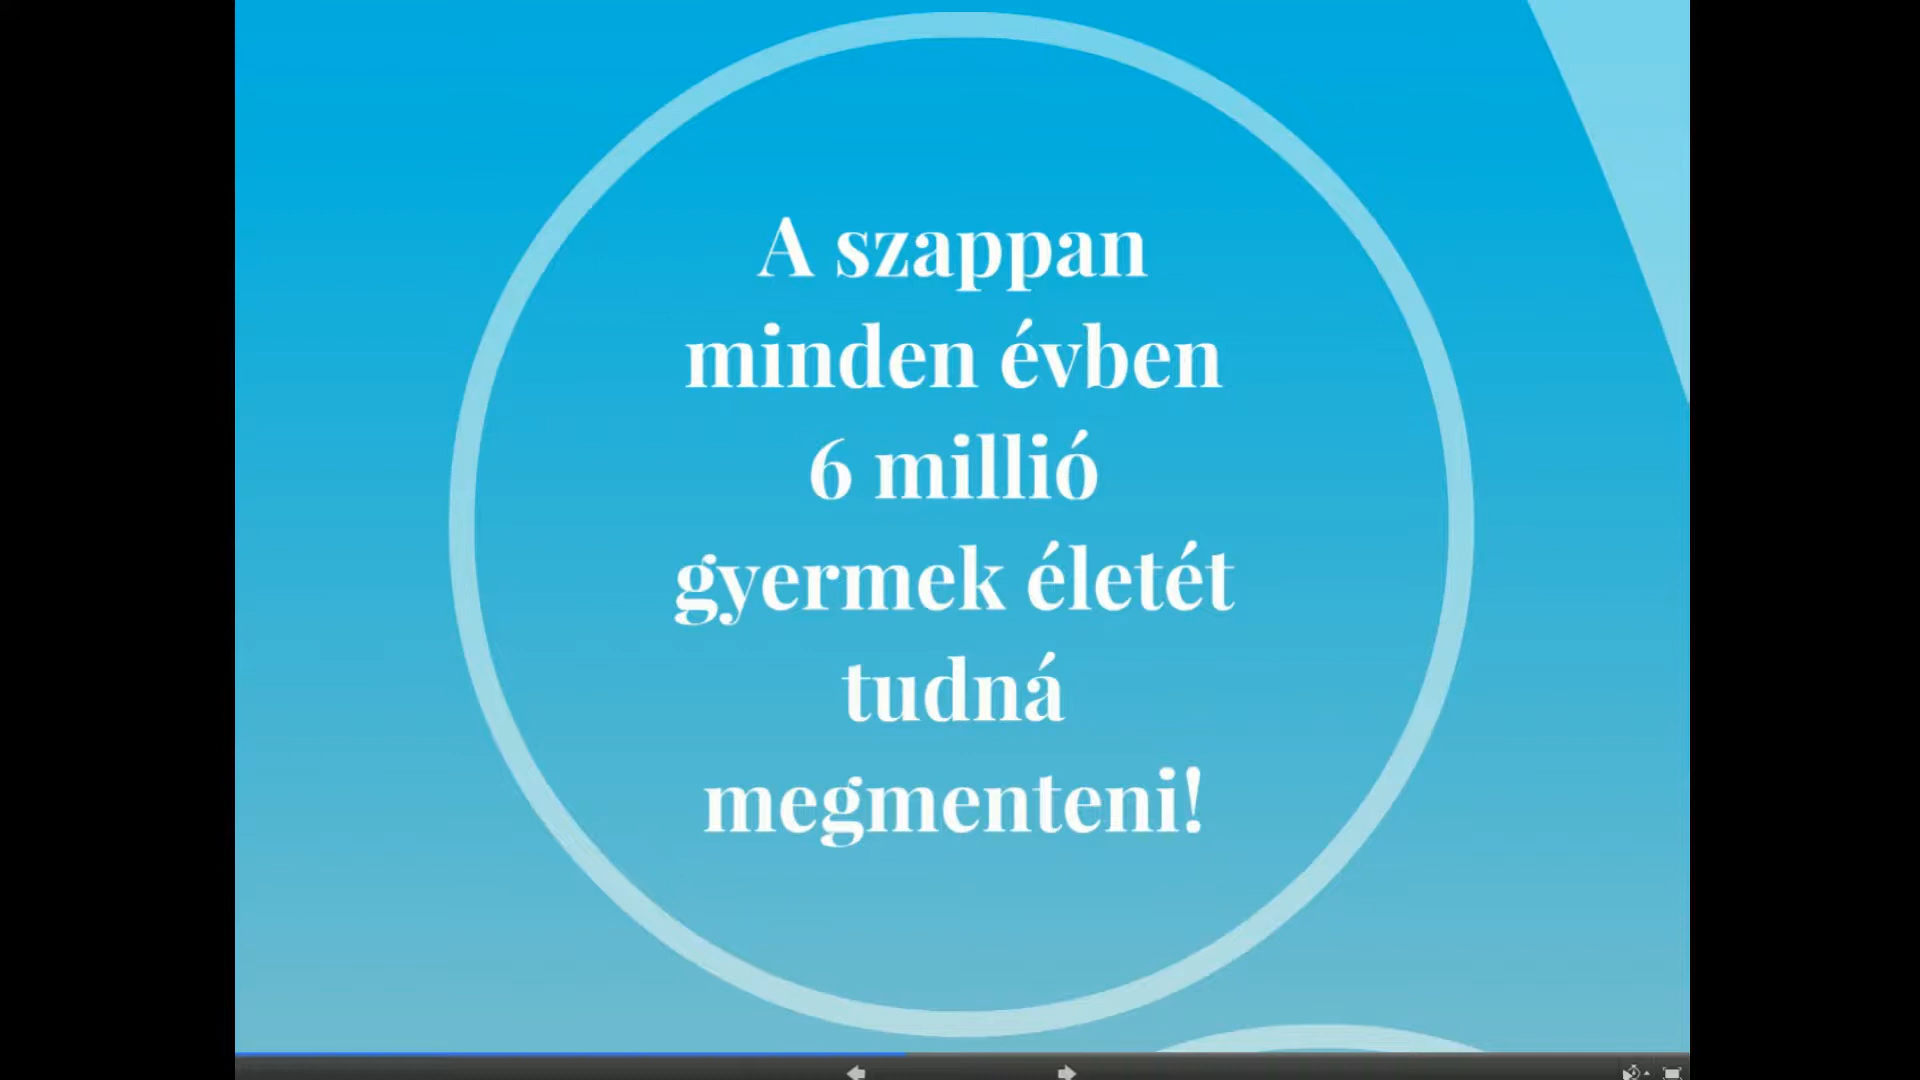 A szappan
minden évben
6 millió
gyermek életét
tudná
megmenteni!